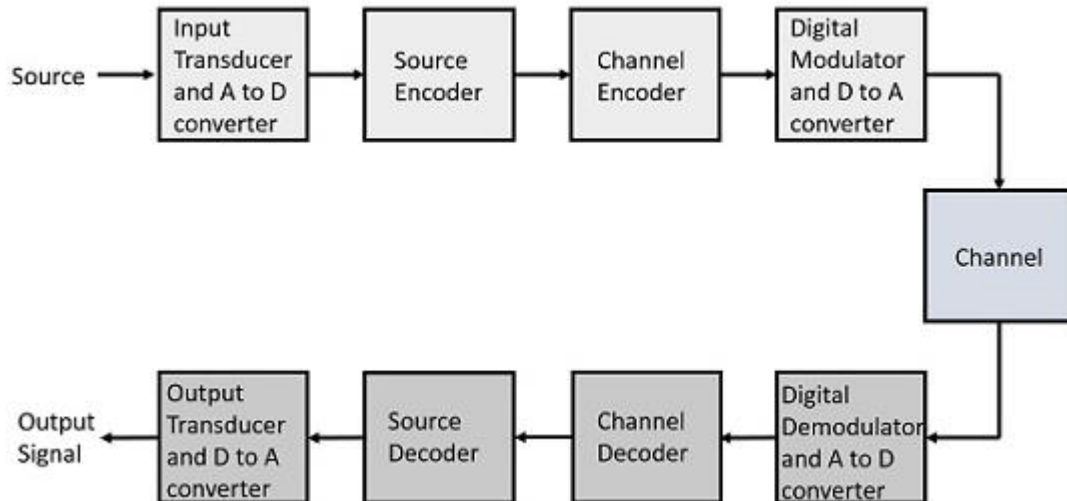 Source
Input
Transducer
and A to D
converter
Source
Encoder
Channel
Encoder
Digital
Modulator
and D to A
converter
Channel
Output
Signal
Output
Transducer
and D to A
converter
Source
Decoder
Channel
Decoder
Digital
Demodulator
and A to D
converter